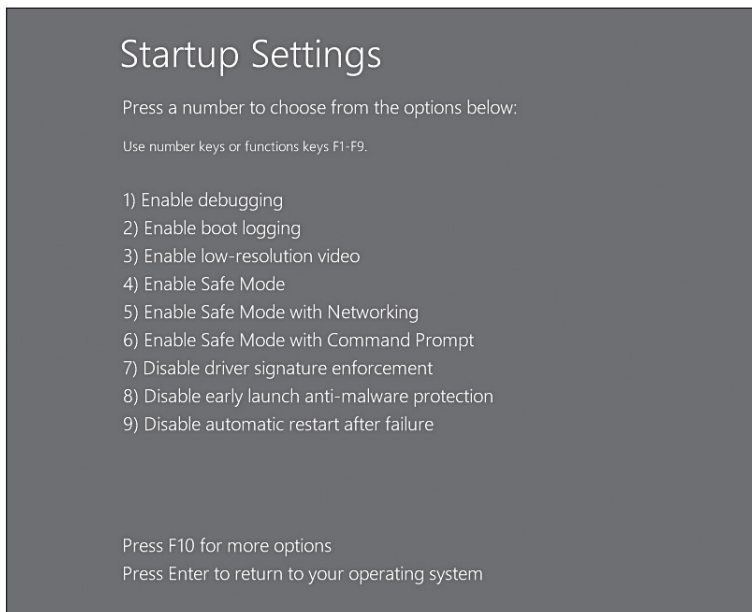 Startup Settings
Press a number to choose from the options below:
Use number keys or functions keys F1-F9.
1) Enable debugging
2) Enable boot logging
3) Enable low-resolution video
4) Enable Safe Mode
5) Enable Safe Mode with Networking
6) Enable Safe Mode with Command Prompt
7) Disable driver signature enforcement
8) Disable early launch anti-malware protection
9) Disable automatic restart after failure
Press F10 for more options
Press Enter to return to your operating system